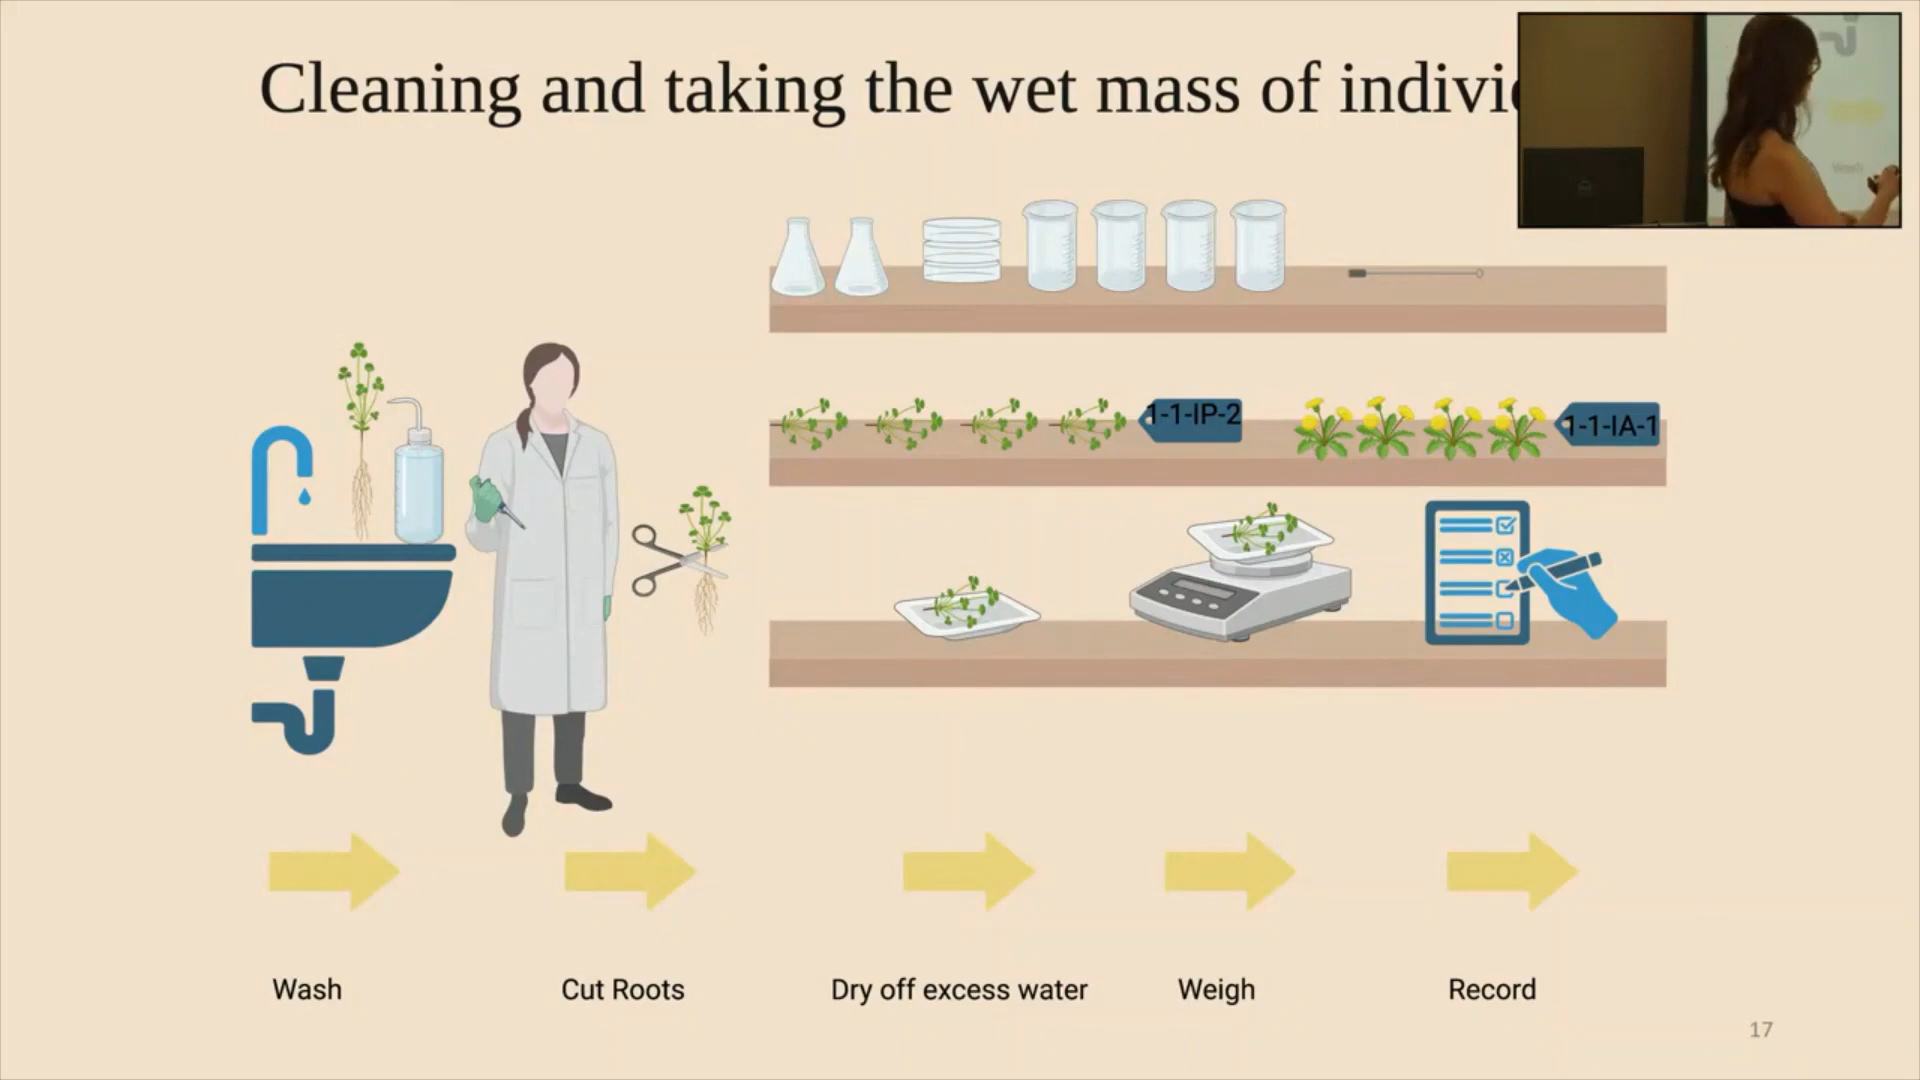 Cleaning and taking the wet mass of
1-1-IP-2
1-1-IA-1
Wash
Cut Roots
Dry off excess water
Weigh
Record
17